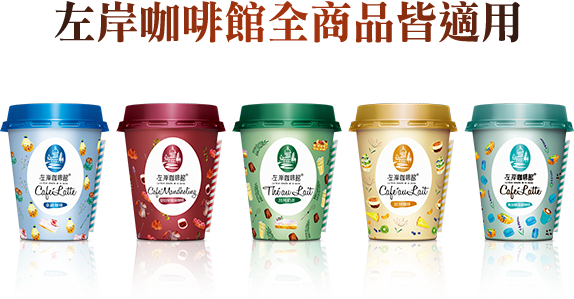 左岸咖啡館全商品皆適用
左岸咖啡館
Café Latte
左岸咖啡館
Café Mandheling
左岸咖啡館
Thé au Lait
左岸咖啡館
Café au Lait
左岸咖啡館
Café Latte